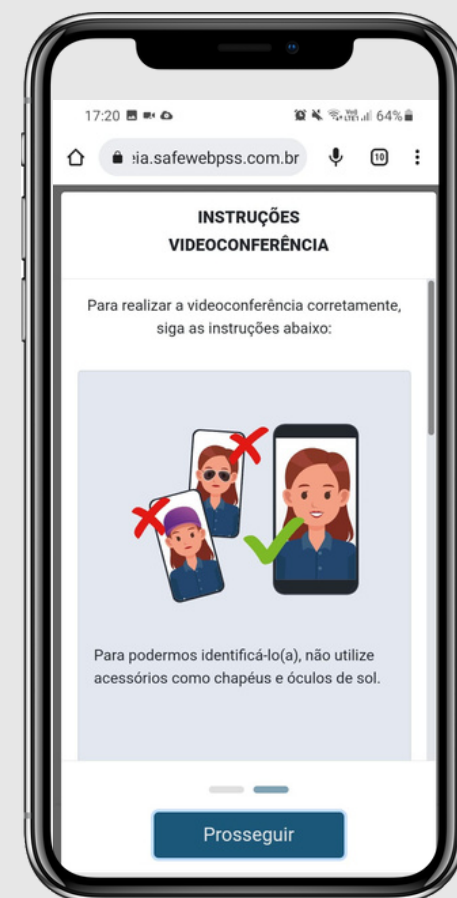 17:20 64%
:ia.safewebpss.com.br 10
INSTRUÇÕES
VIDEOCONFERÊNCIA
Para realizar a videoconferência corretamente,
siga as instruções abaixo:
Para podermos identificá-lo(a), não utilize
acessórios como chapéus e óculos de sol.
Prosseguir